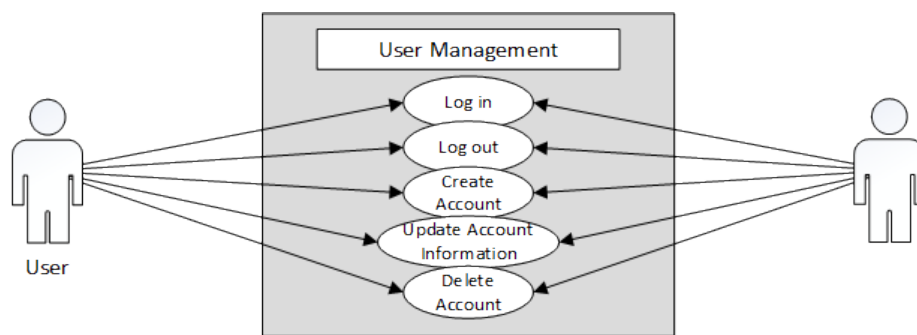 User Management
Log in
Log out
Create
Account
Update Account
Information
Delete
Account
User